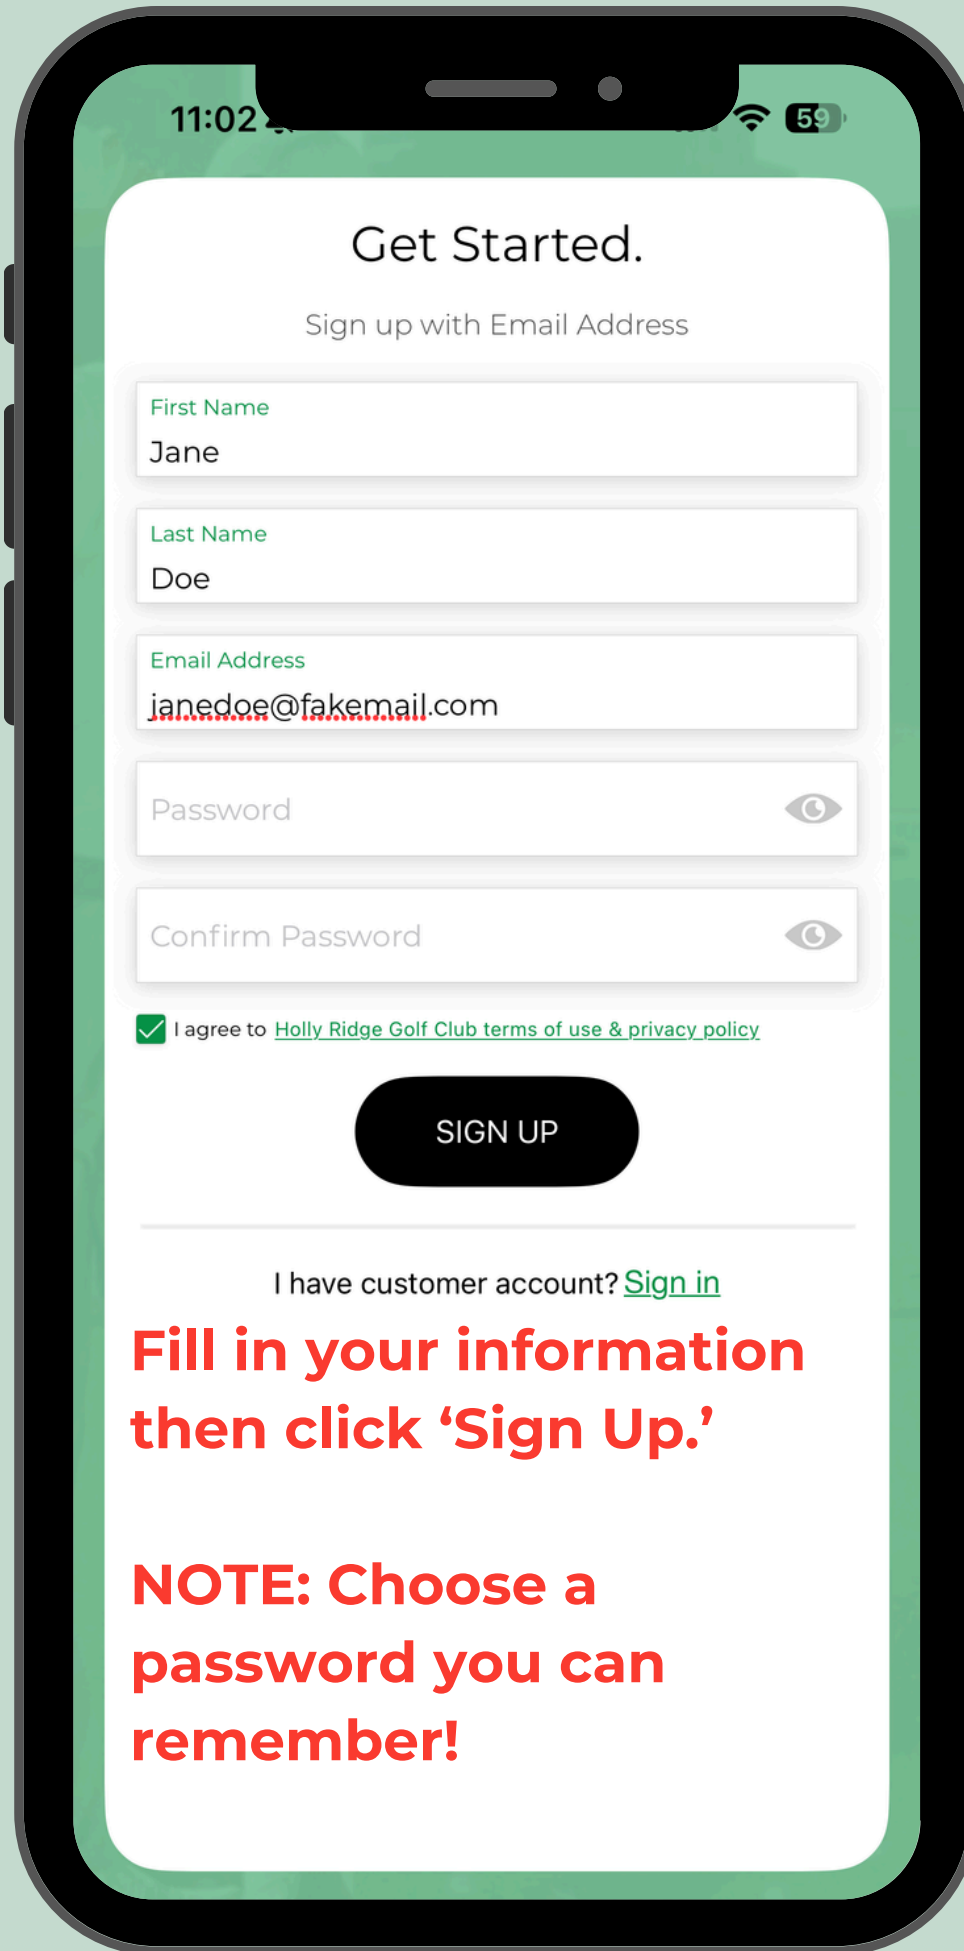 11:02
59
Get Started.
Sign up with Email Address
First Name
Jane
Last Name
Doe
Email Address
janedoe@fakemail.com
Password
Confirm Password
I agree to Holly Ridge Golf Club terms of use & privacy policy
SIGN UP
I have customer account? Sign in
Fill in your information
then click ‘Sign Up.’
NOTE: Choose a
password you can
remember!